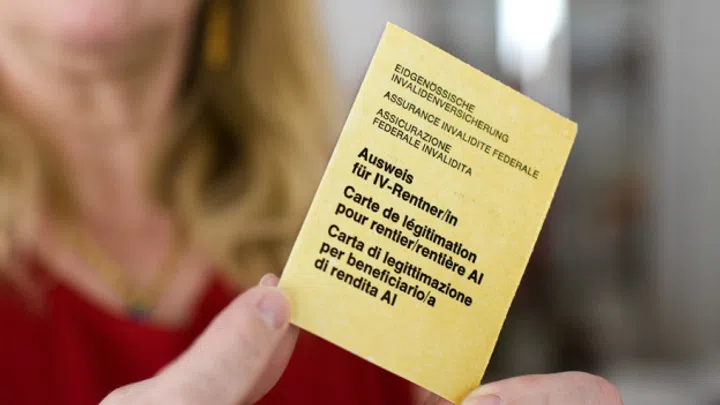 EIDGENÖSSISCHE
INVALIDENVERSICHERUNG
ASSURANCE INVALIDITE FEDERALE
ASSICURAZIONE
FEDERALE INVALIDITA
Ausweis
für IV-Rentner/in
Carte de légitimation
pour rentier/rentière AI
Carta di legittimazione
per beneficiario/a
di rendita AI